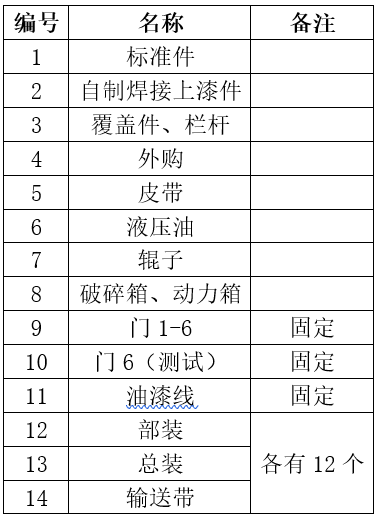 编号 名称 备注
1 标准件
2 自制焊接上漆件
3 覆盖件、栏杆
4 外购
5 皮带
6 液压油
7 辊子
8 破碎箱、动力箱
9 门 1-6 固定
10 门 6（测试） 固定
11 油漆线 固定
12 部装
13 总装 各有 12 个
14 输送带